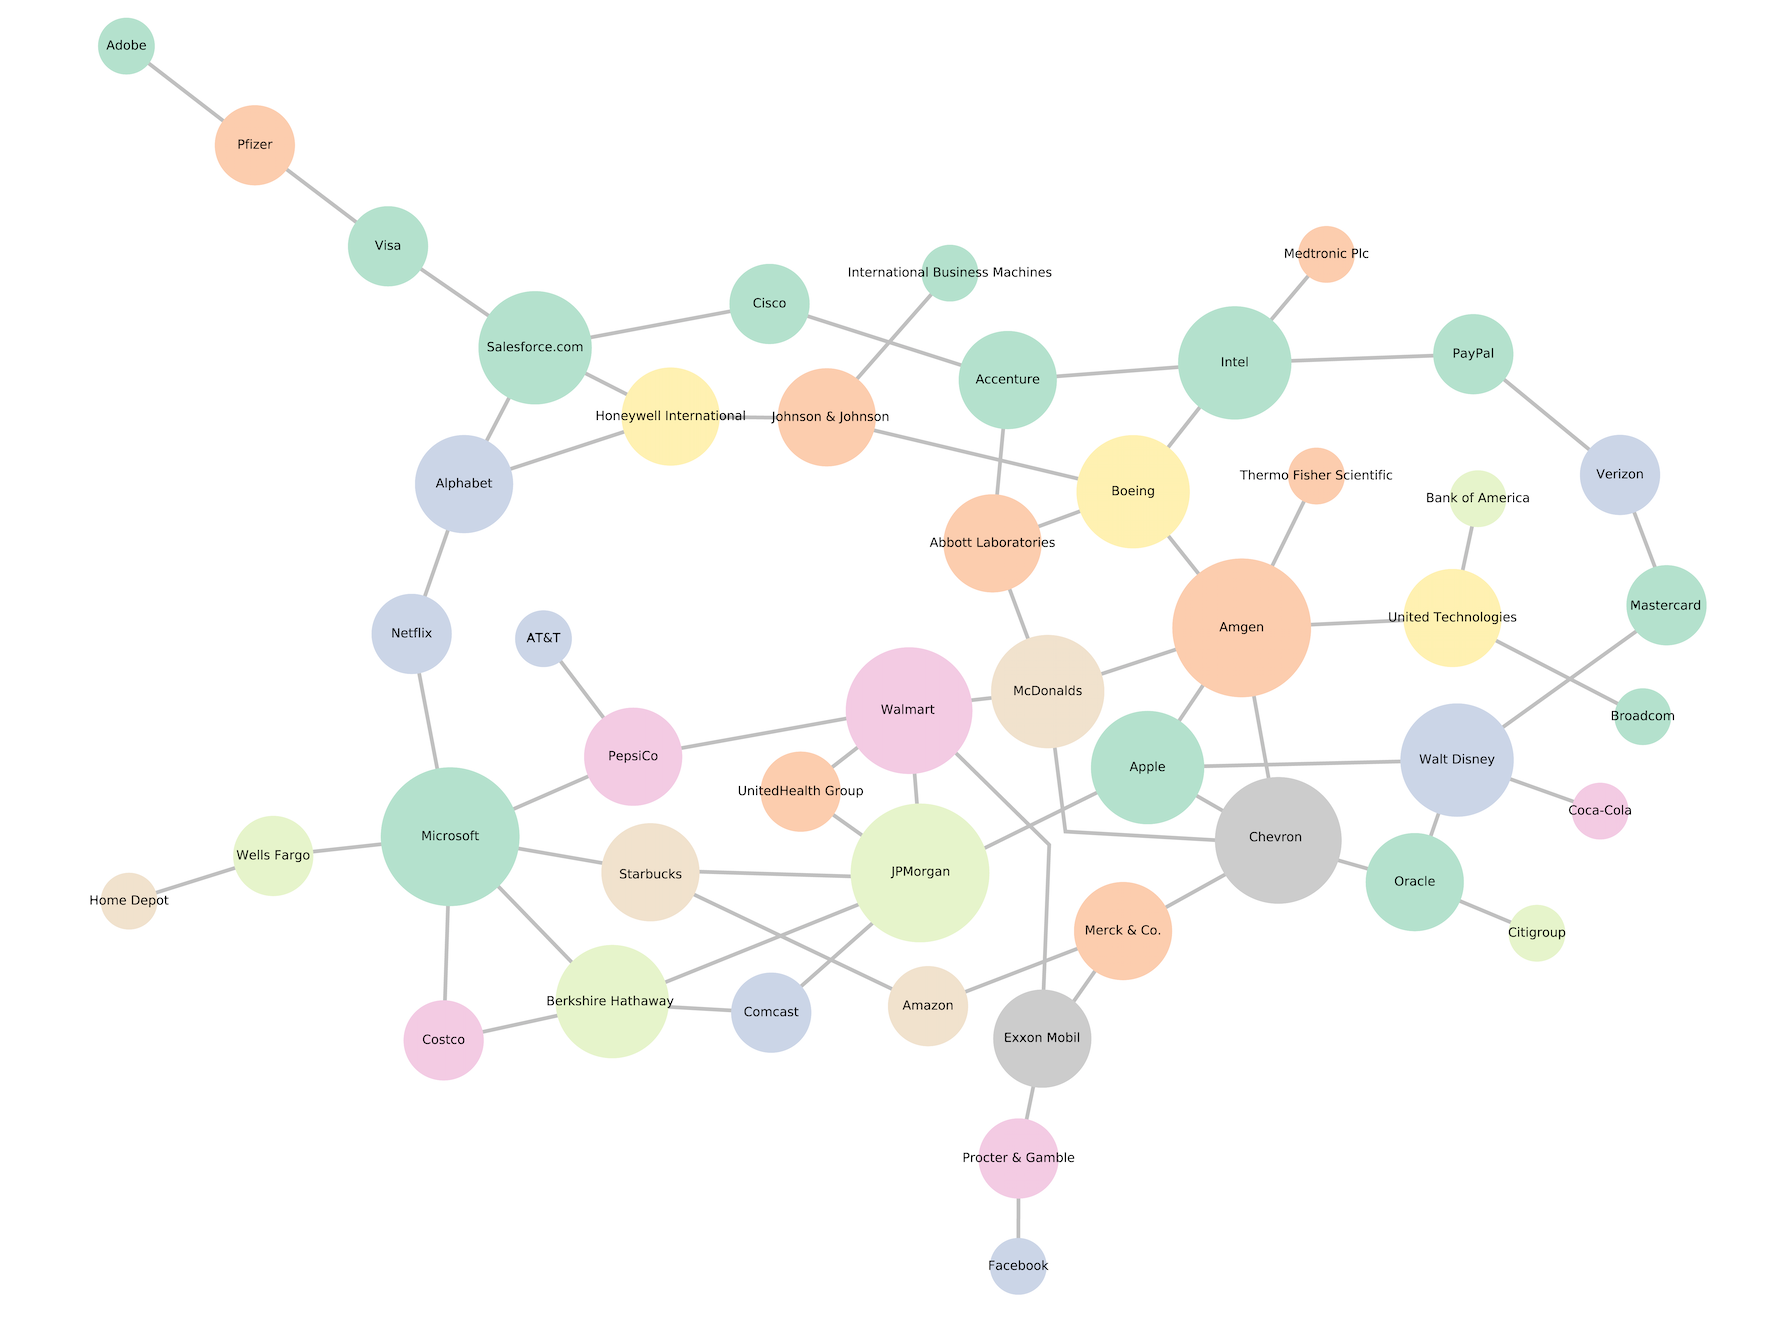 Adobe
Pfizer
Visa
Medtronic Plc
International Business Machines
Cisco
Salesforce.com
PayPal
Intel
Accenture
Honeywell International
Johnson & Johnson
Verizon
Thermo Fisher Scientific
Alphabet
Boeing
Bank of America
Abbott Laboratories
Mastercard
United Technologies
Amgen
Netflix
AT&T
McDonalds
Walmart
Broadcom
PepsiCo
Walt Disney
Apple
UnitedHealth Group
Coca-Cola
Microsoft
Chevron
Wells Fargo
JPMorgan
Starbucks
Oracle
Home Depot
Merck & Co.
Citigroup
Berkshire Hathaway
Amazon
Comcast
Exxon Mobil
Costco
Procter & Gamble
Facebook